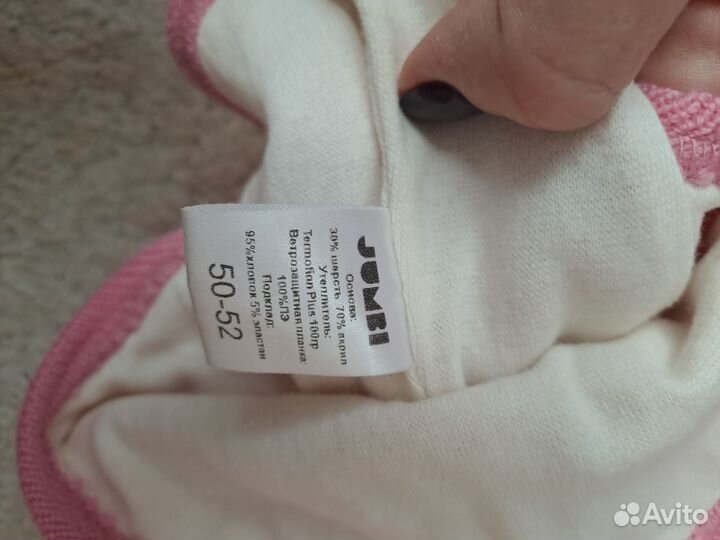 JUMBI
Основа:
30% шерсть 70% акрил
Утеплитель:
Termofinn Plus 100гр
Ветрозащитная планка:
100%ПЭ
Подклад:
95%хлопок 5% эластан
50-52
Avito